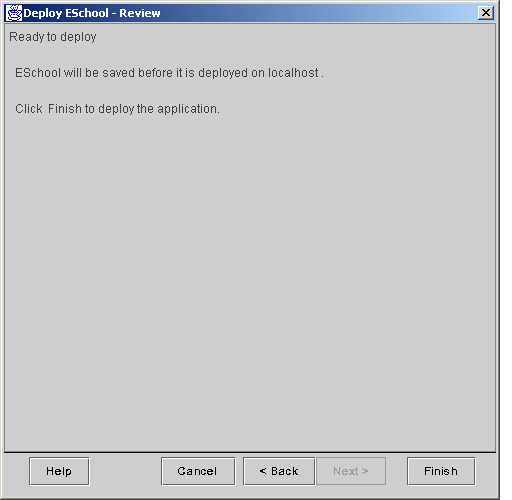 Deploy ESchool - Review
Ready to deploy
ESchool will be saved before it is deployed on localhost .
Click  Finish to deploy the application.
Help
Cancel
< Back
Next >
Finish